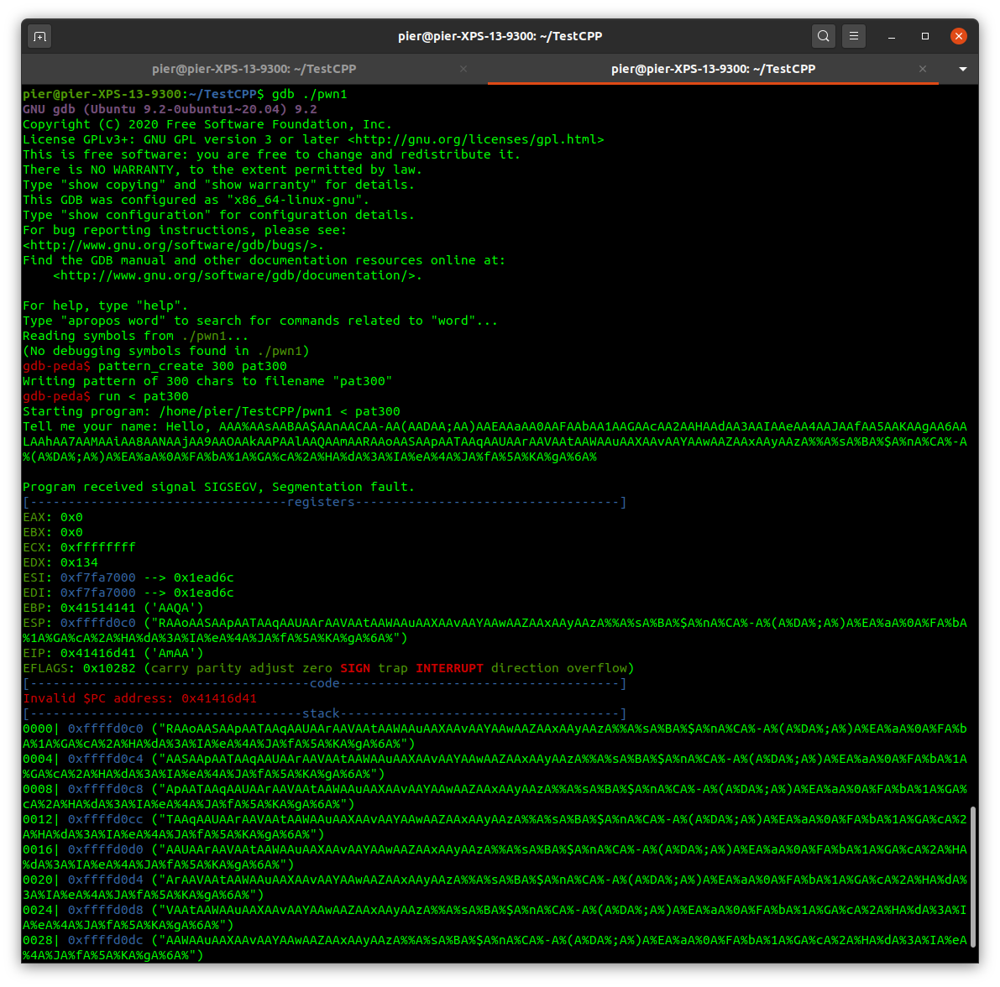 pier@pier-XPS-13-9300: ~/TestCPP
pier@pier-XPS-13-9300: ~/TestCPP
pier@pier-XPS-13-9300: ~/TestCPP
pier@pier-XPS-13-9300:~/TestCPP$ gdb ./pwn1
GNU gdb (Ubuntu 9.2-0ubuntu1~20.04) 9.2
Copyright (C) 2020 Free Software Foundation, Inc.
License GPLv3+: GNU GPL version 3 or later <http://gnu.org/licenses/gpl.html>
This is free software: you are free to change and redistribute it.
There is NO WARRANTY, to the extent permitted by law.
Type "show copying" and "show warranty" for details.
This GDB was configured as "x86_64-linux-gnu".
Type "show configuration" for configuration details.
For bug reporting instructions, please see:
<http://www.gnu.org/software/gdb/bugs/>.
Find the GDB manual and other documentation resources online at:
    <http://www.gnu.org/software/gdb/documentation/>.

For help, type "help".
Type "apropos word" to search for commands related to "word"...
Reading symbols from ./pwn1...
(No debugging symbols found in ./pwn1)
gdb-peda$ pattern_create 300 pat300
Writing pattern of 300 chars to filename "pat300"
gdb-peda$ run < pat300
Starting program: /home/pier/TestCPP/pwn1 < pat300
Tell me your name: Hello, AAA%AAsAABAA$AAnAACAA-AA(AADAA;AA)AAEAAaAA0AAFAAbAA1AAGAAcAA2AAHAAdAA3AAIAAeAA4AAJAAfAA5AAKAAgAA6AA
LAAhAA7AAMAAiAA8AANAAjAA9AAOAAkAAPAAlAAQAAmAARAAoAASAApAATAAqAAUAArAAVAAtAAWAAuAAXAAvAAYAAwAAZAAxAAyAAzA%%A%sA%BA%$A%nA%CA%-A
%(A%DA%;A%)A%EA%aA%0A%FA%bA%1A%GA%cA%2A%HA%dA%3A%IA%eA%4A%JA%fA%5A%KA%gA%6A%

Program received signal SIGSEGV, Segmentation fault.
[----------------------------------registers-----------------------------------]
EAX: 0x0
EBX: 0x0
ECX: 0xffffffff
EDX: 0x134
ESI: 0xf7fa7000 --> 0x1ead6c
EDI: 0xf7fa7000 --> 0x1ead6c
EBP: 0x41514141 ('AAQA')
ESP: 0xffffd0c0 ("RAAoAASAApAATAAqAAUAArAAVAAtAAWAAuAAXAAvAAYAAwAAZAAxAAyAAzA%%A%sA%BA%$A%nA%CA%-A%(A%DA%;A%)A%EA%aA%0A%FA%bA
%1A%GA%cA%2A%HA%dA%3A%IA%eA%4A%JA%fA%5A%KA%gA%6A%")
EIP: 0x41416d41 ('AmAA')
EFLAGS: 0x10282 (carry parity adjust zero SIGN trap INTERRUPT direction overflow)
[-------------------------------------code-------------------------------------]
Invalid $PC address: 0x41416d41
[------------------------------------stack-------------------------------------]
0000| 0xffffd0c0 ("RAAoAASAApAATAAqAAUAArAAVAAtAAWAAuAAXAAvAAYAAwAAZAAxAAyAAzA%%A%sA%BA%$A%nA%CA%-A%(A%DA%;A%)A%EA%aA%0A%FA%b
A%1A%GA%cA%2A%HA%dA%3A%IA%eA%4A%JA%fA%5A%KA%gA%6A%")
0004| 0xffffd0c4 ("AASAApAATAAqAAUAArAAVAAtAAWAAuAAXAAvAAYAAwAAZAAxAAyAAzA%%A%sA%BA%$A%nA%CA%-A%(A%DA%;A%)A%EA%aA%0A%FA%bA%1A
%GA%cA%2A%HA%dA%3A%IA%eA%4A%JA%fA%5A%KA%gA%6A%")
0008| 0xffffd0c8 ("ApAATAAqAAUAArAAVAAtAAWAAuAAXAAvAAYAAwAAZAAxAAyAAzA%%A%sA%BA%$A%nA%CA%-A%(A%DA%;A%)A%EA%aA%0A%FA%bA%1A%GA%
cA%2A%HA%dA%3A%IA%eA%4A%JA%fA%5A%KA%gA%6A%")
0012| 0xffffd0cc ("TAAqAAUAArAAVAAtAAWAAuAAXAAvAAYAAwAAZAAxAAyAAzA%%A%sA%BA%$A%nA%CA%-A%(A%DA%;A%)A%EA%aA%0A%FA%bA%1A%GA%cA%2
A%HA%dA%3A%IA%eA%4A%JA%fA%5A%KA%gA%6A%")
0016| 0xffffd0d0 ("AAUAArAAVAAtAAWAAuAAXAAvAAYAAwAAZAAxAAyAAzA%%A%sA%BA%$A%nA%CA%-A%(A%DA%;A%)A%EA%aA%0A%FA%bA%1A%GA%cA%2A%HA
%dA%3A%IA%eA%4A%JA%fA%5A%KA%gA%6A%")
0020| 0xffffd0d4 ("ArAAVAAtAAWAAuAAXAAvAAYAAwAAZAAxAAyAAzA%%A%sA%BA%$A%nA%CA%-A%(A%DA%;A%)A%EA%aA%0A%FA%bA%1A%GA%cA%2A%HA%dA%
3A%IA%eA%4A%JA%fA%5A%KA%gA%6A%")
0024| 0xffffd0d8 ("VAAtAAWAAuAAXAAvAAYAAwAAZAAxAAyAAzA%%A%sA%BA%$A%nA%CA%-A%(A%DA%;A%)A%EA%aA%0A%FA%bA%1A%GA%cA%2A%HA%dA%3A%I
A%eA%4A%JA%fA%5A%KA%gA%6A%")
0028| 0xffffd0dc ("AAWAAuAAXAAvAAYAAwAAZAAxAAyAAzA%%A%sA%BA%$A%nA%CA%-A%(A%DA%;A%)A%EA%aA%0A%FA%bA%1A%GA%cA%2A%HA%dA%3A%IA%eA
%4A%JA%fA%5A%KA%gA%6A%")